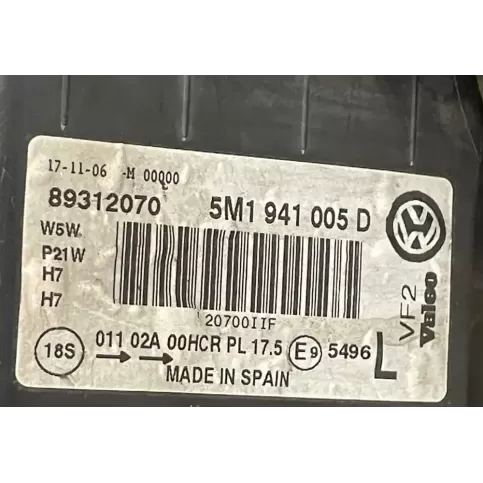 17-11-06 -M 00000
89312070 5M1 941 005 D
W5W
P21W
H7
H7
20700IIF
18S 011 02A 00HCR PL 17.5 E9 5496 L
MADE IN SPAIN
VF2
Valeo